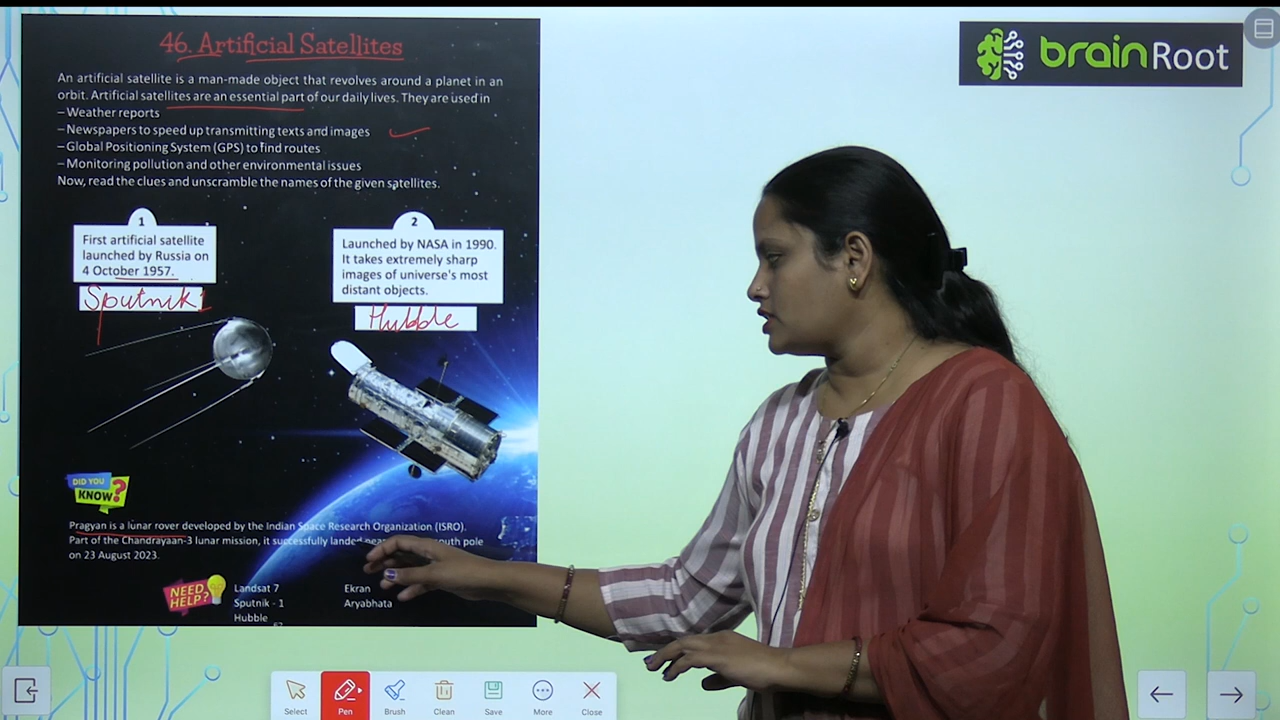 46. Artificial Satellites
An artificial satellite is a man-made object that revolves around a planet in an
orbit. Artificial satellites are an essential part of our daily lives. They are used in
– Weather reports
– Newspapers to speed up transmitting texts and images
– Global Positioning System (GPS) to find routes
– Monitoring pollution and other environmental issues
Now, read the clues and unscramble the names of the given satellites.
1
First artificial satellite
launched by Russia on
4 October 1957.
Sputnik 1
2
Launched by NASA in 1990.
It takes extremely sharp
images of universe's most
distant objects.
Hubble
DID YOU
KNOW?
Pragyan is a lunar rover developed by the Indian Space Research Organization (ISRO).
Part of the Chandrayaan-3 lunar mission, it successfully landed pole
on 23 August 2023.
NEED
HELP?
Landsat 7
Sputnik - 1
Hubble
Ekran
Aryabhata
brainRoot
Select
Pen
Brush
Clean
Save
More
Close